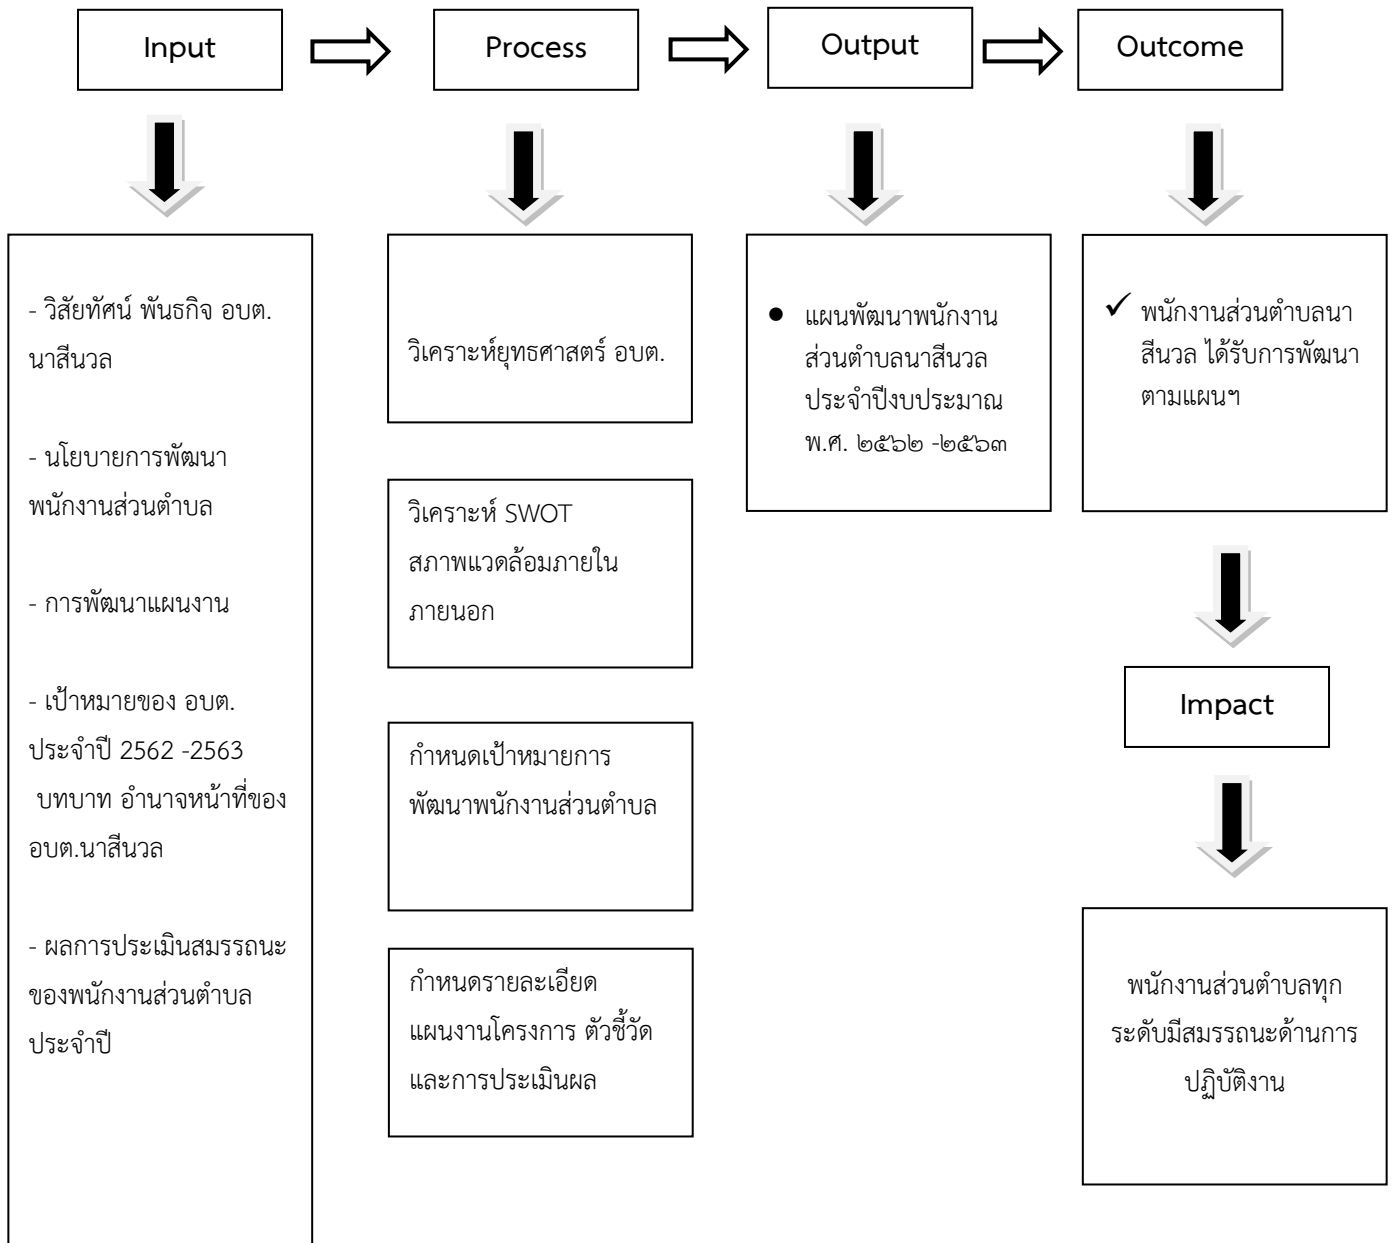 Input
Process
Output
Outcome
- วิสัยทัศน์ พันธกิจ อบต.
นาสีนวล
- นโยบายการพัฒนา
พนักงานส่วนตำบล
- การพัฒนาแผนงาน
- เป้าหมายของ อบต.
ประจำปี 2562 -2563
บทบาท อำนาจหน้าที่ของ
อบต.นาสีนวล
- ผลการประเมินสมรรถนะ
ของพนักงานส่วนตำบล
ประจำปี
วิเคราะห์ยุทธศาสตร์ อบต.
วิเคราะห์ SWOT
สภาพแวดล้อมภายใน
ภายนอก
กำหนดเป้าหมายการ
พัฒนาพนักงานส่วนตำบล
กำหนดรายละเอียด
แผนงานโครงการ ตัวชี้วัด
และการประเมินผล
● แผนพัฒนาพนักงาน
ส่วนตำบลนาสีนวล
ประจำปีงบประมาณ
พ.ศ. ๒๕๖๒ -๒๕๖๓
✓ พนักงานส่วนตำบลนา
สีนวล ได้รับการพัฒนา
ตามแผนฯ
Impact
พนักงานส่วนตำบลทุก
ระดับมีสมรรถนะด้านการ
ปฏิบัติงาน